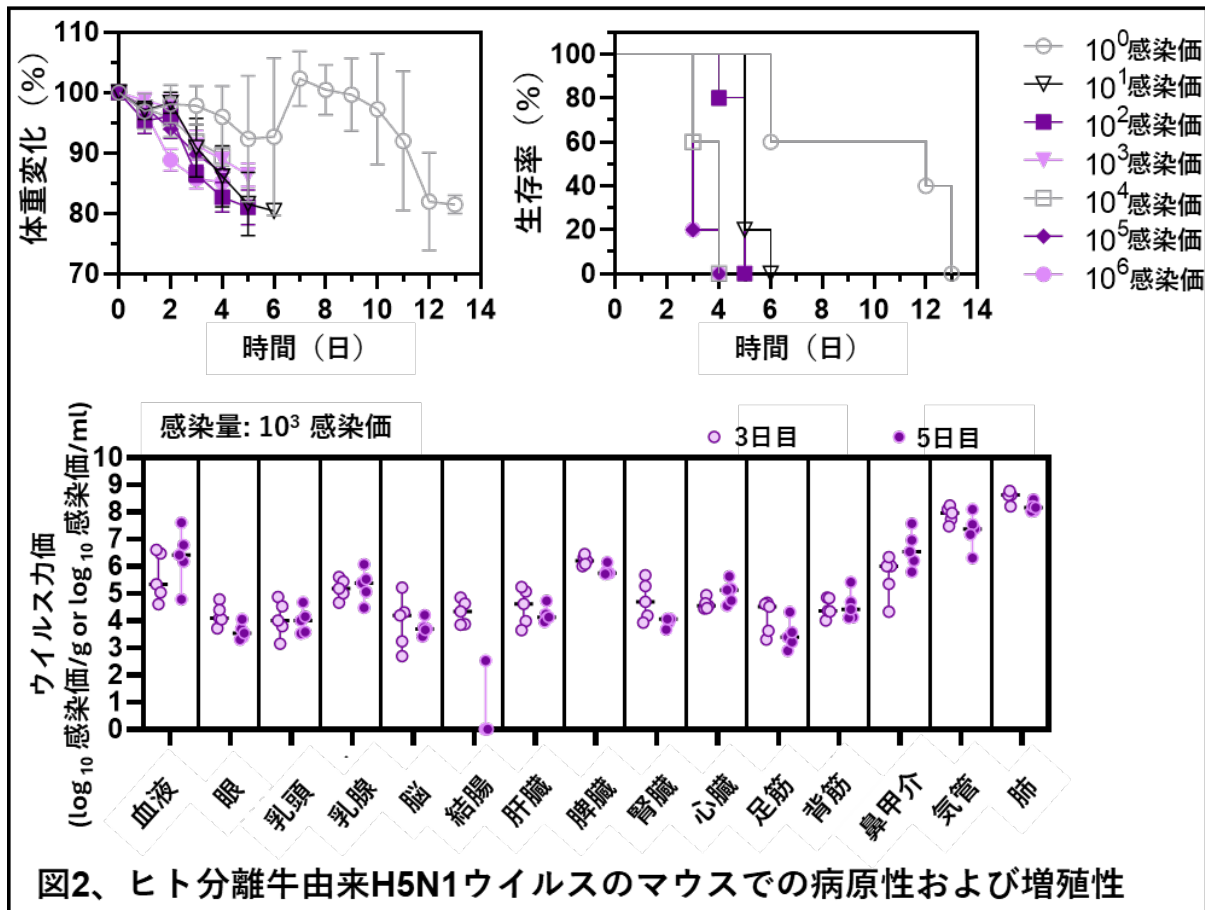 体重変化（%）
110
100
90
80
70
0 2 4 6 8 10 12 14
時間（日）
生存率（%）
100
80
60
40
20
0
0 2 4 6 8 10 12 14
時間（日）
10⁰感染価
10¹感染価
10²感染価
10³感染価
10⁴感染価
10⁵感染価
10⁶感染価
感染量: 10³ 感染価
3日目
5日目
ウイルス力価
(log₁₀ 感染価/g or log₁₀ 感染価/ml)
10
9
8
7
6
5
4
3
2
1
0
血液
眼
乳頭
乳腺
脳
結腸
肝臓
脾臓
腎臓
心臓
足筋
背筋
鼻甲介
気管
肺
図2、ヒト分離牛由来H5N1ウイルスのマウスでの病原性および増殖性